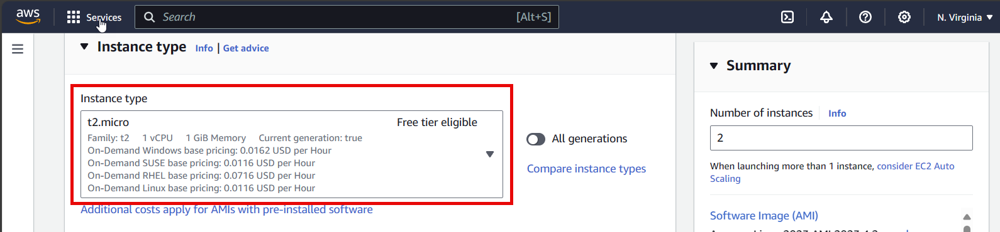 aws
Services
Search
[Alt+S]
N. Virginia
Instance type
Info
Get advice
Instance type
t2.micro
Free tier eligible
Family: t2 1 vCPU 1 GiB Memory Current generation: true
On-Demand Windows base pricing: 0.0162 USD per Hour
On-Demand SUSE base pricing: 0.0116 USD per Hour
On-Demand RHEL base pricing: 0.0716 USD per Hour
On-Demand Linux base pricing: 0.0116 USD per Hour
Additional costs apply for AMIs with pre-installed software
All generations
Compare instance types
Summary
Number of instances
Info
2
When launching more than 1 instance, consider EC2 Auto
Scaling
Software Image (AMI)